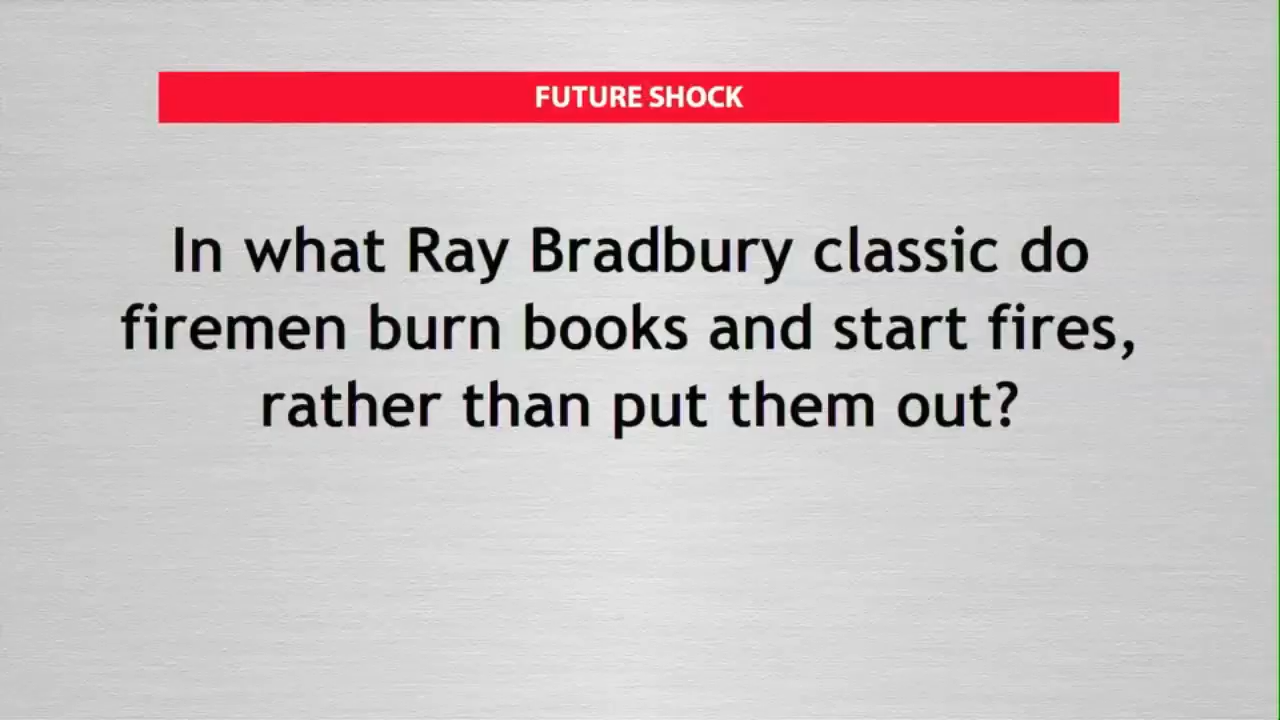 FUTURE SHOCK
In what Ray Bradbury classic do
firemen burn books and start fires,
rather than put them out?